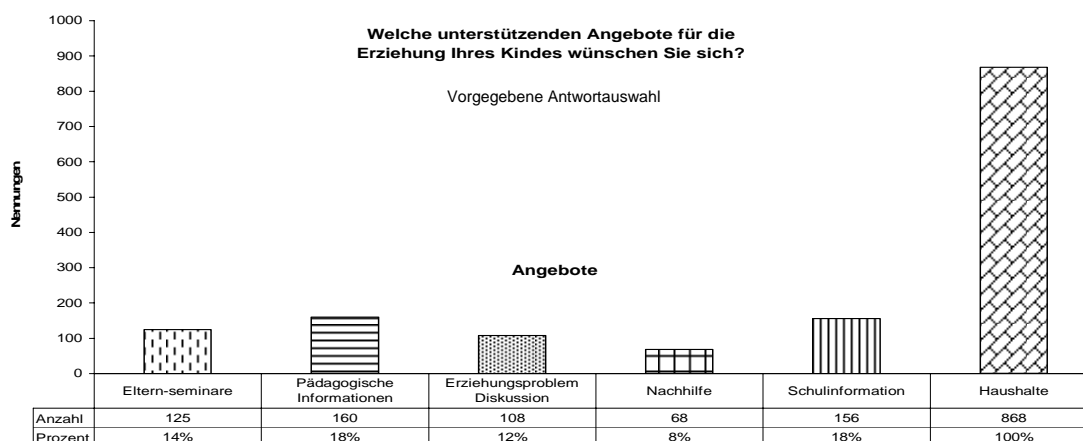 Welche unterstützenden Angebote für die
Erziehung Ihres Kindes wünschen Sie sich?
Vorgegebene Antwortauswahl
Nennungen
1000
900
800
700
600
500
400
300
200
100
0
Angebote
Eltern-seminare
Pädagogische
Informationen
Erziehungsproblem
Diskussion
Nachhilfe
Schulinformation
Haushalte
Anzahl 125 160 108 68 156 868
Prozent 14% 18% 12% 8% 18% 100%